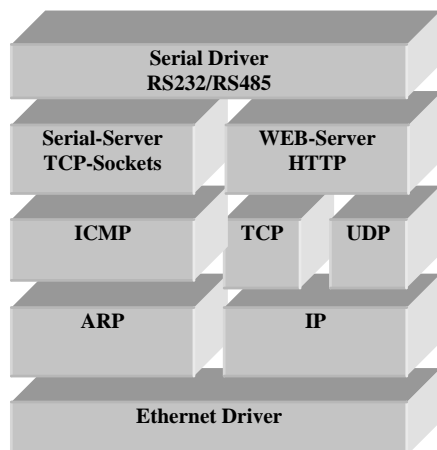 Serial Driver
RS232/RS485
Serial-Server
TCP-Sockets
WEB-Server
HTTP
ICMP
TCP
UDP
ARP
IP
Ethernet Driver